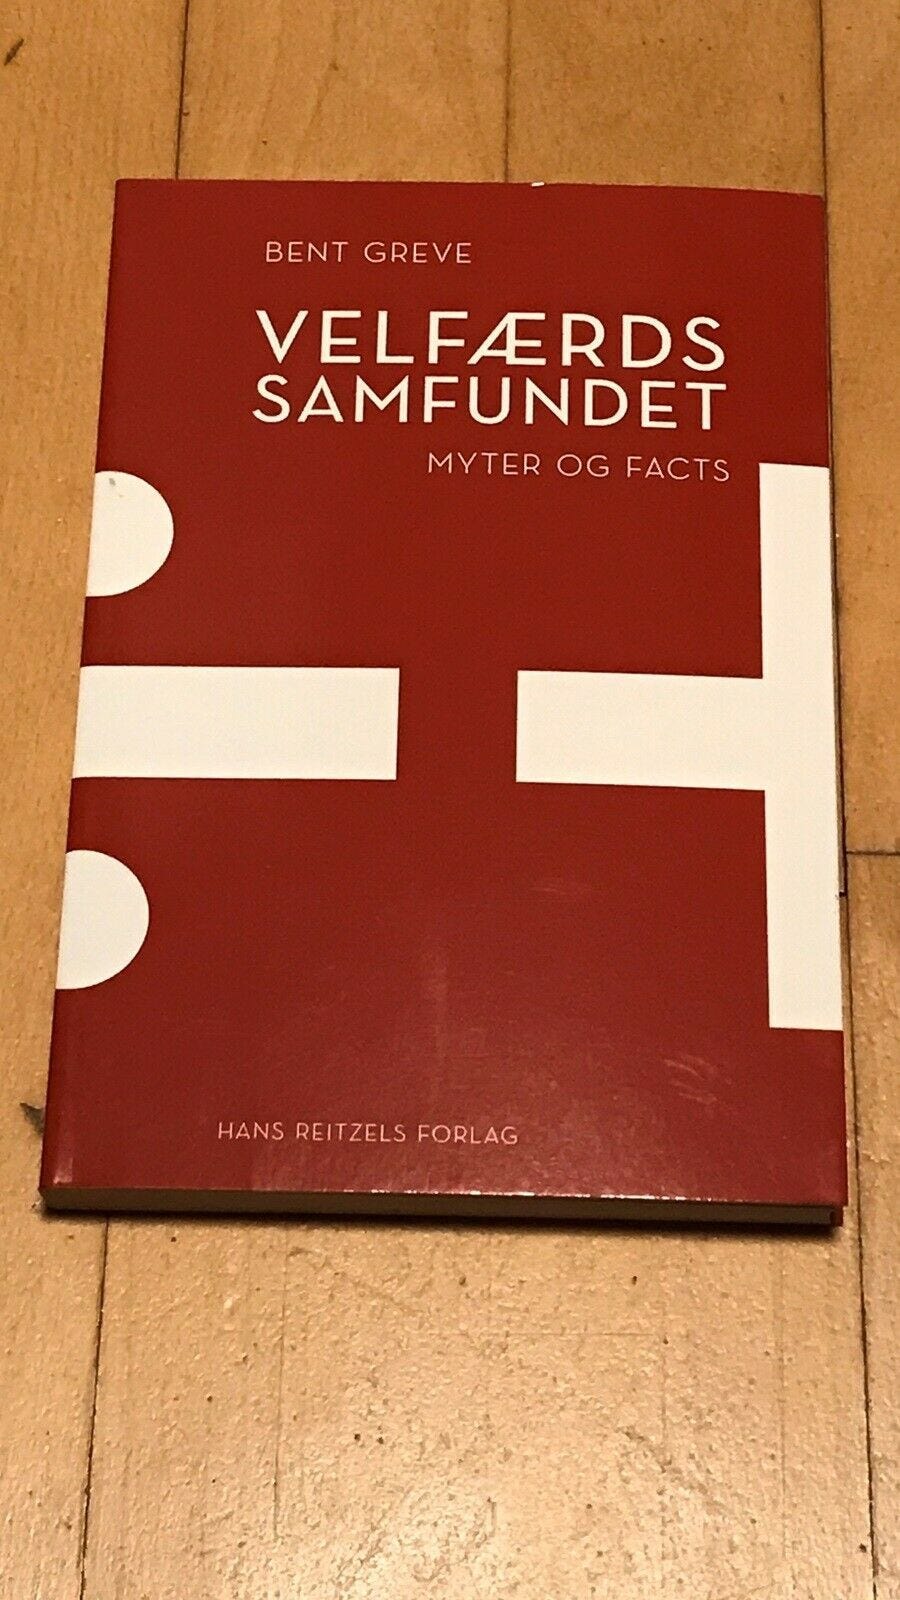 BENT GREVE
VELFÆRDS
SAMFUNDET
MYTER OG FACTS
HANS REITZELS FORLAG